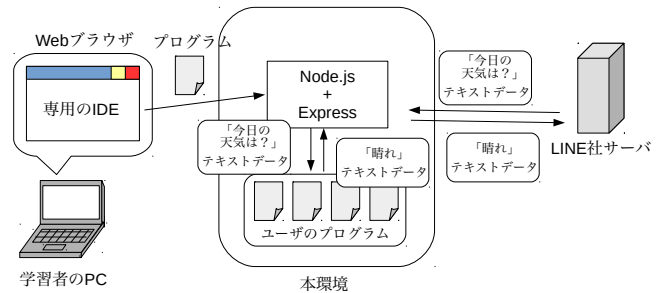 Webブラウザ
プログラム
専用のIDE
学習者のPC
Node.js
+
Express
「今日の
天気は?」
テキストデータ
「晴れ」
テキストデータ
ユーザのプログラム
本環境
「今日の
天気は?」
テキストデータ
「晴れ」
テキストデータ
LINE社サーバ